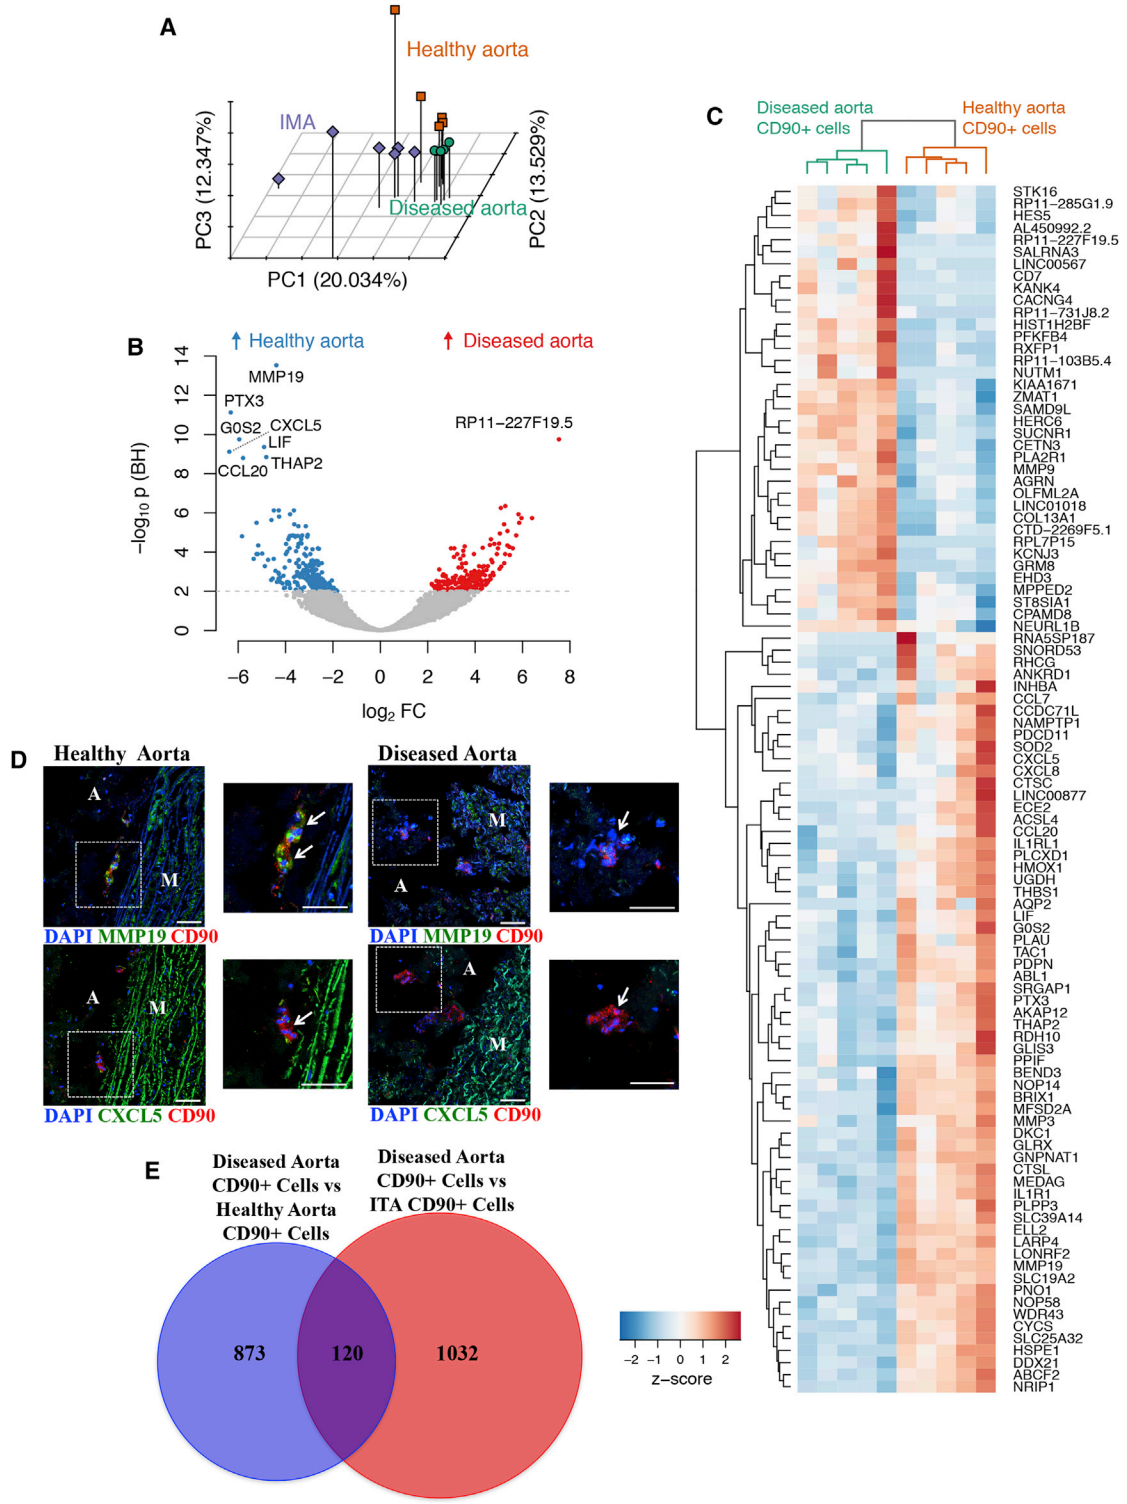 A
Healthy aorta
IMA
Diseased aorta
PC3 (12.347%)
PC2 (13.529%)
PC1 (20.034%)
B
↑ Healthy aorta
↑ Diseased aorta
MMP19
PTX3
G0S2
CXCL5
LIF
CCL20
THAP2
RP11−227F19.5
−log10 p (BH)
14
12
10
8
6
4
2
0
−6
−4
−2
0
2
4
6
8
log2 FC
C
Diseased aorta
CD90+ cells
Healthy aorta
CD90+ cells
STK16
RP11−285G1.9
HES5
AL450992.2
RP11−227F19.5
SALRNA3
LINC00567
CD7
KANK4
CACNG4
RP11−731J8.2
HIST1H2BF
PFKFB4
RXFP1
RP11−103B5.4
NUTM1
KIAA1671
ZMAT1
SAMD9L
HERC6
SUCNR1
CETN3
PLA2R1
MMP9
AGRN
OLFML2A
LINC01018
COL13A1
CTD−2269F5.1
RPL7P15
KCNJ3
GRM8
EHD3
MPPED2
ST8SIA1
CPAMD8
NEURL1B
RNA5SP187
SNORD53
RHCG
ANKRD1
INHBA
CCL7
CCDC71L
NAMPTP1
PDCD11
SOD2
CXCL5
CXCL8
CTSC
LINC00877
ECE2
ACSL4
CCL20
IL1RL1
PLCXD1
HMOX1
UGDH
THBS1
AQP2
LIF
G0S2
PLAU
TAC1
PDPN
ABL1
SRGAP1
PTX3
AKAP12
THAP2
RDH10
GLIS3
PPIF
BEND3
NOP14
BRIX1
MFSD2A
MMP3
DKC1
GLRX
GNPNAT1
CTSL
MEDAG
IL1R1
PLPP3
SLC39A14
ELL2
LARP4
LONRF2
MMP19
SLC19A2
PNO1
NOP58
WDR43
CYCS
SLC25A32
HSPE1
DDX21
ABCF2
NRIP1
−2 −1 0 1 2
z−score
D
Healthy Aorta
Diseased Aorta
A
M
M
A
DAPI MMP19 CD90
DAPI MMP19 CD90
A
M
A
M
DAPI CXCL5 CD90
DAPI CXCL5 CD90
E
Diseased Aorta
CD90+ Cells vs
Healthy Aorta
CD90+ Cells
Diseased Aorta
CD90+ Cells vs
ITA CD90+ Cells
873
120
1032